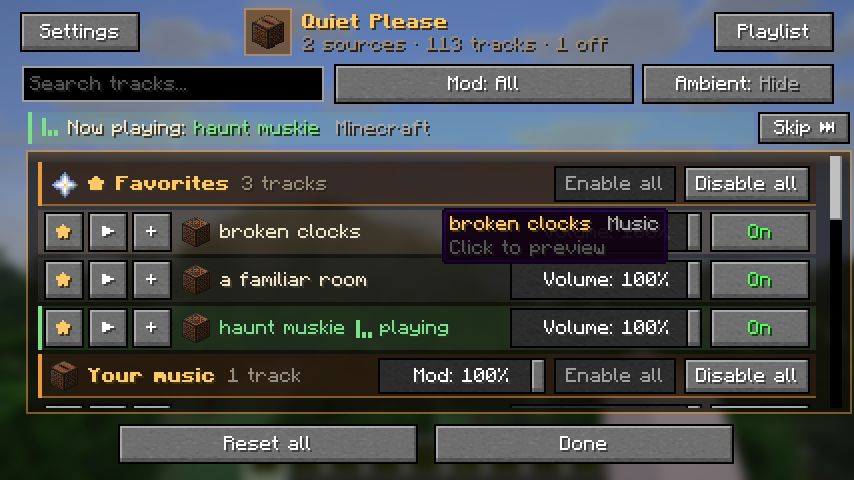 Settings
Quiet Please
2 sources · 113 tracks · 1 off
Playlist
Search tracks...
Mod: All
Ambient: Hide
Now playing: haunt muskie Minecraft
Skip
Favorites 3 tracks
Enable all
Disable all
+ broken clocks
broken clocks Music
Click to preview
On
+ a familiar room
Volume: 100%
On
+ haunt muskie playing
Volume: 100%
On
Your music 1 track
Mod: 100%
Enable all
Disable all
Reset all
Done